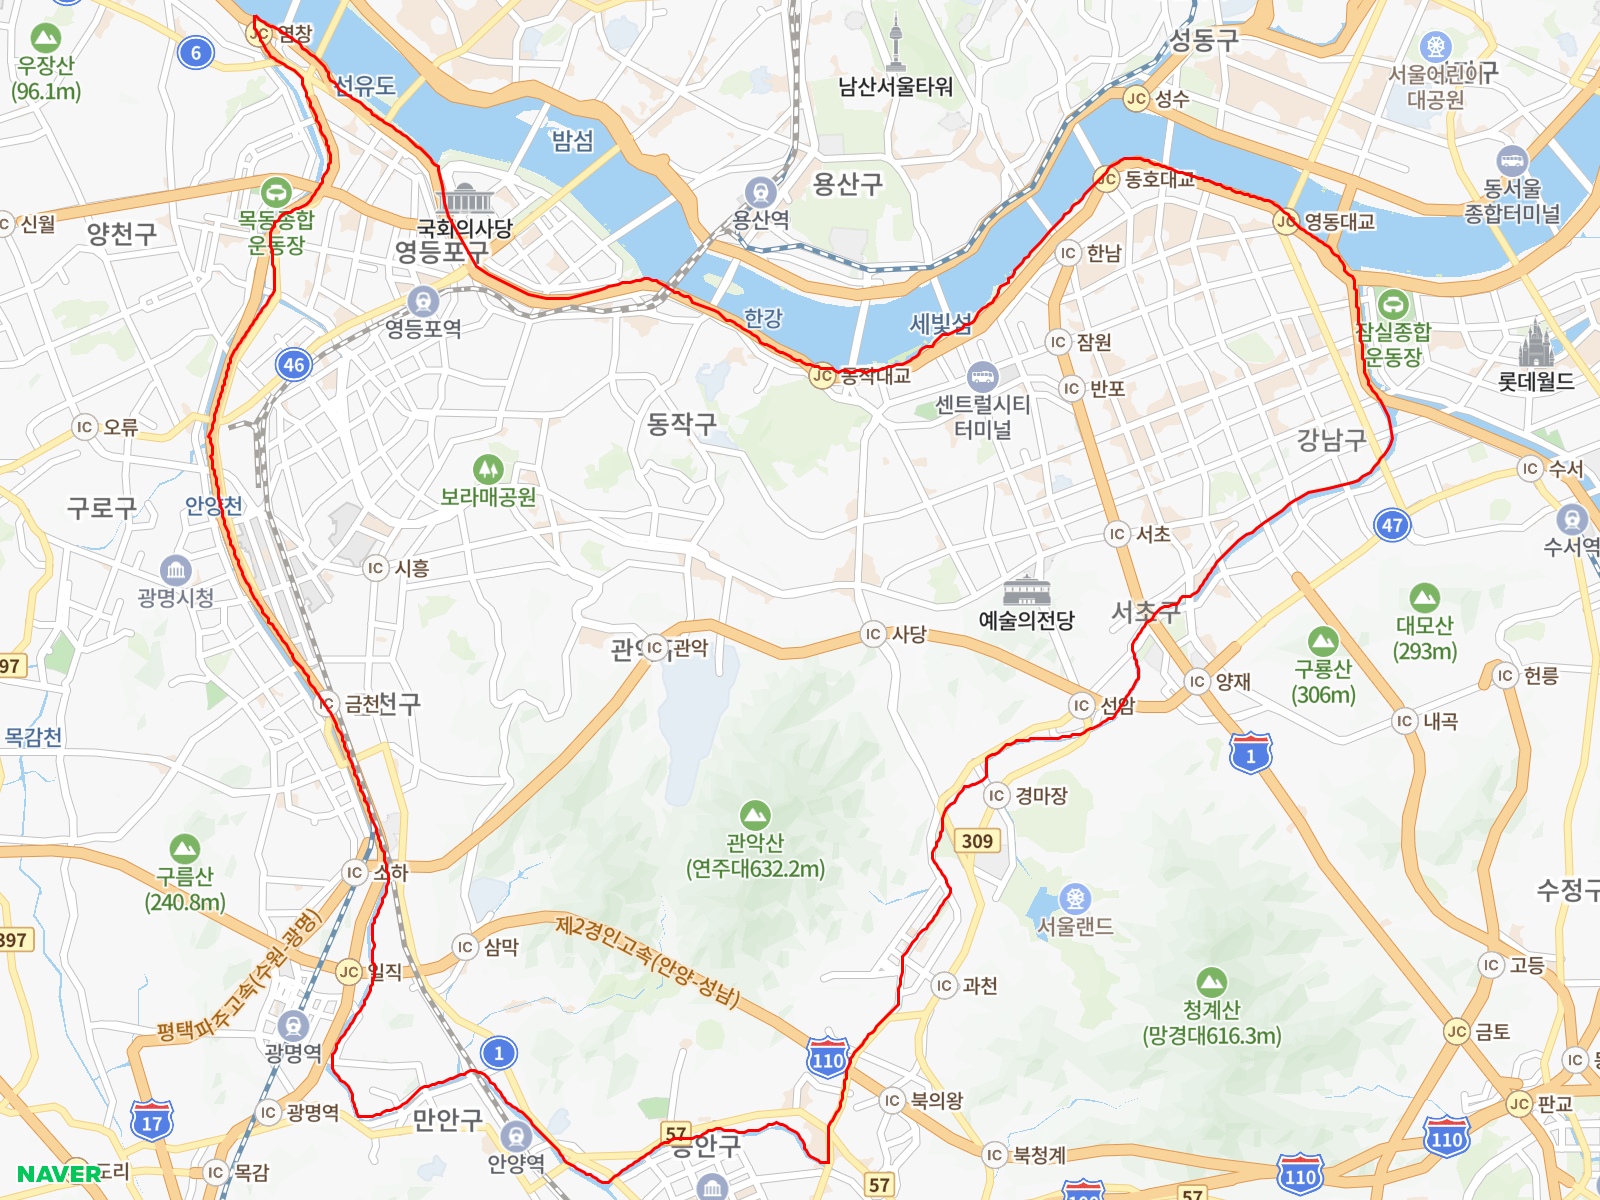 염창
JC
6
우장산
(96.1m)
선유도
밤섬
남산서울타워
성동구
서울어린이
대공원
JC
성수
동서울
종합터미널
IC
신월
양천구
목동종합
운동장
국회의사당
영등포구
용산역
용산구
JC
동호대교
JC
영동대교
IC
한남
영등포역
한강
세빛섬
IC
잠원
잠실종합
운동장
롯데월드
46
JC
동작대교
IC
반포
센트럴시티
터미널
IC
오류
동작구
강남구
IC
수서
보라매공원
구로구
안양천
47
IC
서초
수서역
IC
시흥
광명시청
예술의전당
서초구
대모산
(293m)
IC
관악
IC
사당
구룡산
(306m)
97
IC
금천
천구
IC
양재
IC
선암
IC
헌릉
IC
내곡
목감천
1
IC
경마장
관악산
(연주대632.2m)
309
구름산
(240.8m)
IC
소하
서울랜드
수정구
397
IC
삼막
제2경인고속(안양-성남)
JC
일직
평택파주고속(수원-광명)
IC
과천
청계산
(망경대616.3m)
IC
고등
JC
금토
IC
광명역
1
110
IC
북의왕
17
IC
광명역
만안구
57
동안구
안양역
IC
북청계
JC
판교
110
110
NAVER
도리
IC
목감
57
57